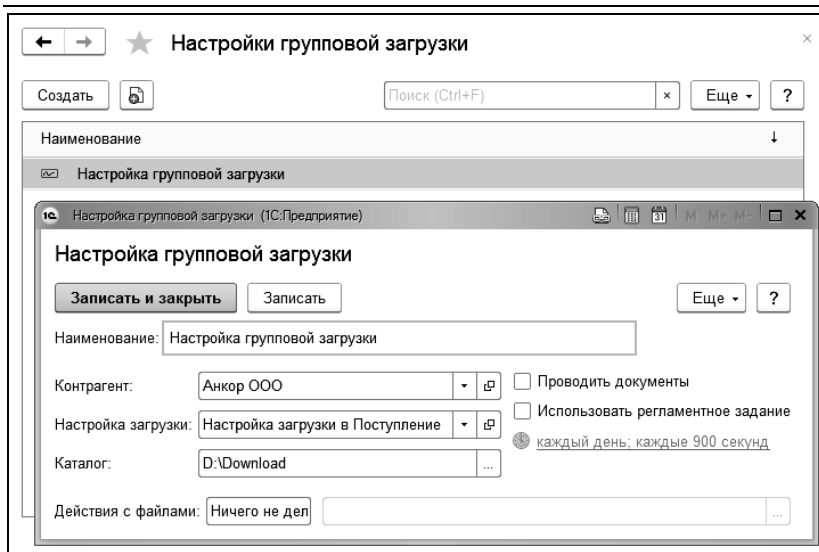 Настройки групповой загрузки
Создать Поиск (Ctrl+F) × Еще ?
Наименование ↓
Настройка групповой загрузки
1С Настройка групповой загрузки (1С:Предприятие) 31 M M+ M-
Настройка групповой загрузки
Записать и закрыть Записать Еще ?
Наименование: Настройка групповой загрузки
Контрагент: Анкор ООО Проводить документы
Настройка загрузки: Настройка загрузки в Поступление Использовать регламентное задание
каждый день; каждые 900 секунд
Каталог: D:\Download ...
Действия с файлами: Ничего не дел ...